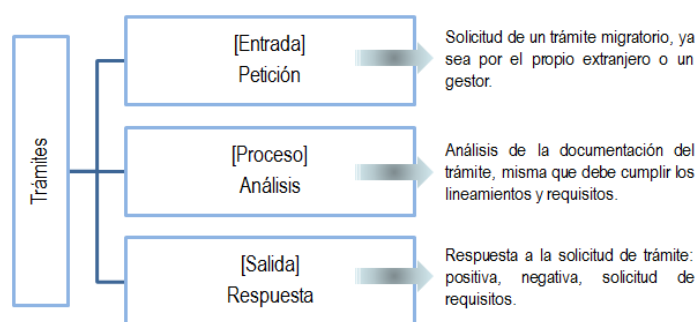 Trámites
[Entrada]
Petición
Solicitud de un trámite migratorio, ya
sea por el propio extranjero o un
gestor.
[Proceso]
Análisis
Análisis de la documentación del
trámite, misma que debe cumplir los
lineamientos y requisitos.
[Salida]
Respuesta
Respuesta a la solicitud de trámite:
positiva, negativa, solicitud de
requisitos.